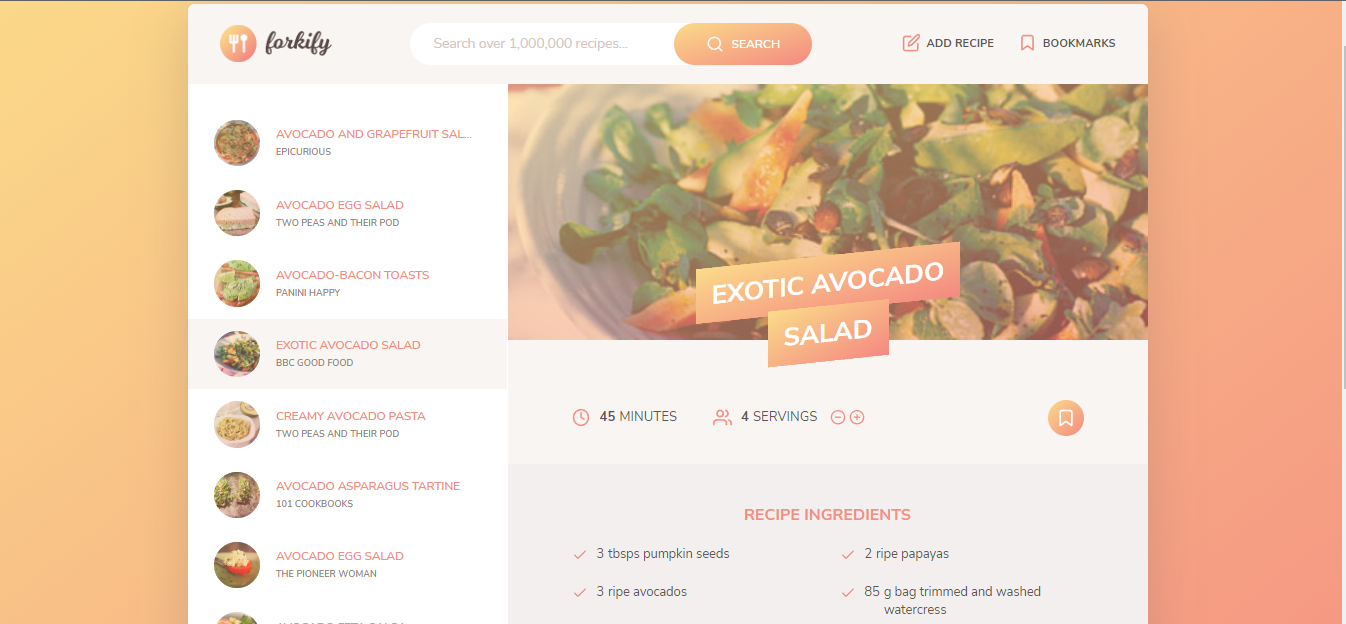 forkify
Search over 1,000,000 recipes...
SEARCH
ADD RECIPE
BOOKMARKS
AVOCADO AND GRAPEFRUIT SAL...
EPICURIOUS
AVOCADO EGG SALAD
TWO PEAS AND THEIR POD
AVOCADO-BACON TOASTS
PANINI HAPPY
EXOTIC AVOCADO SALAD
BBC GOOD FOOD
CREAMY AVOCADO PASTA
TWO PEAS AND THEIR POD
AVOCADO ASPARAGUS TARTINE
101 COOKBOOKS
AVOCADO EGG SALAD
THE PIONEER WOMAN
EXOTIC AVOCADO
SALAD
45 MINUTES
4 SERVINGS
RECIPE INGREDIENTS
3 tbsps pumpkin seeds
2 ripe papayas
3 ripe avocados
85 g bag trimmed and washed
watercress